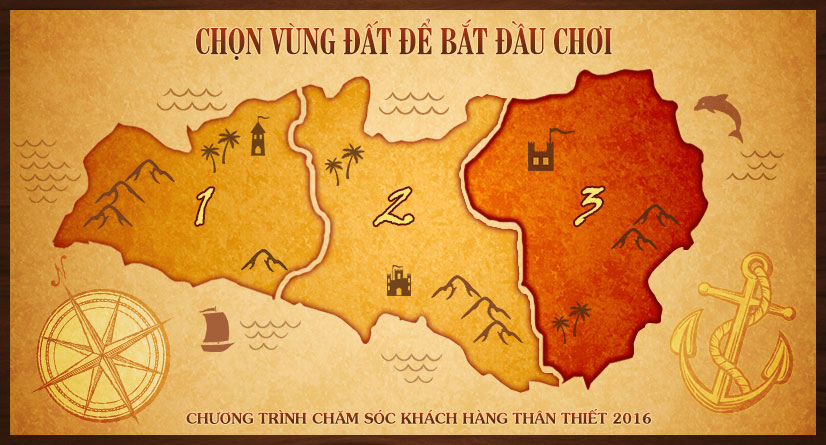 CHỌN VÙNG ĐẤT ĐỂ BẮT ĐẦU CHƠI
1 2 3
N
CHƯƠNG TRÌNH CHĂM SÓC KHÁCH HÀNG THÂN THIẾT 2016